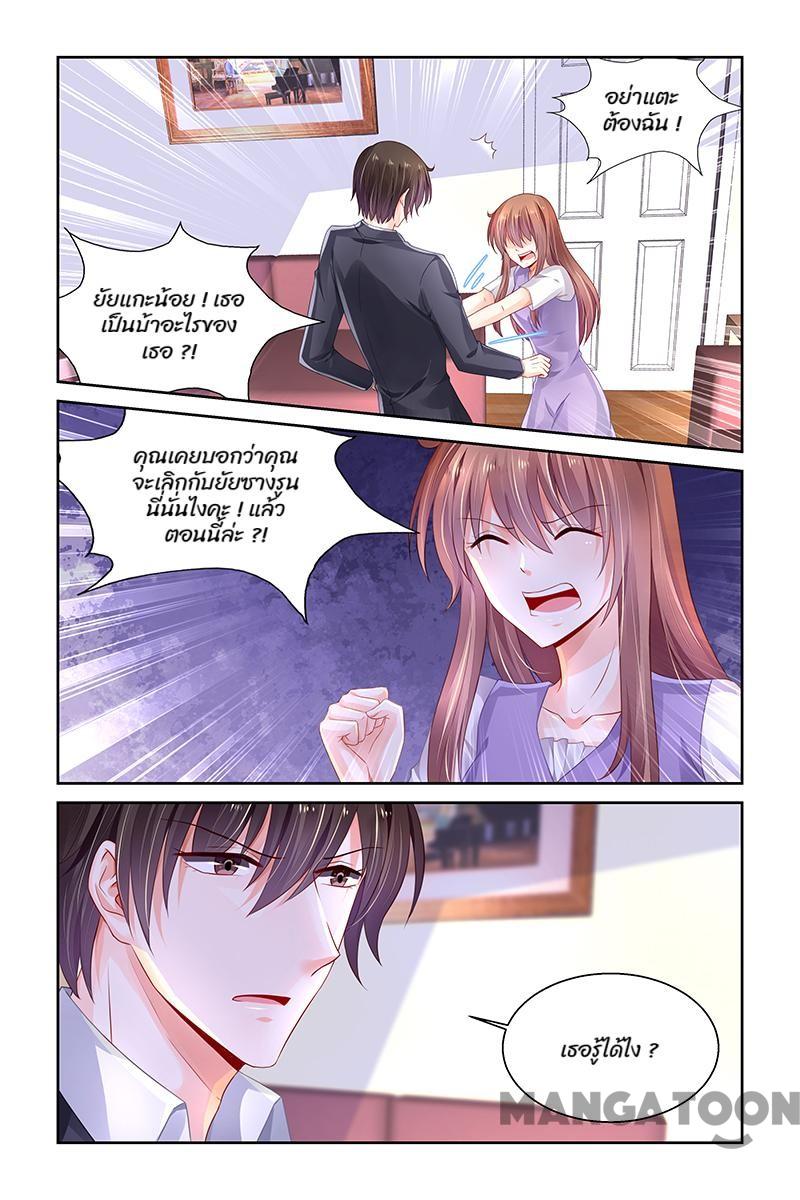 อย่าแตะ
ต้องฉัน !
ยัยแกะน้อย ! เธอ
เป็นบ้าอะไรของ
เธอ ?!
คุณเคยบอกว่าคุณ
จะเลิกกับยัยซางรูน
นี่นั่นไงคะ ! แล้ว
ตอนนี้ล่ะ ?!
เธอรู้ได้ไง ?
MANGATOON